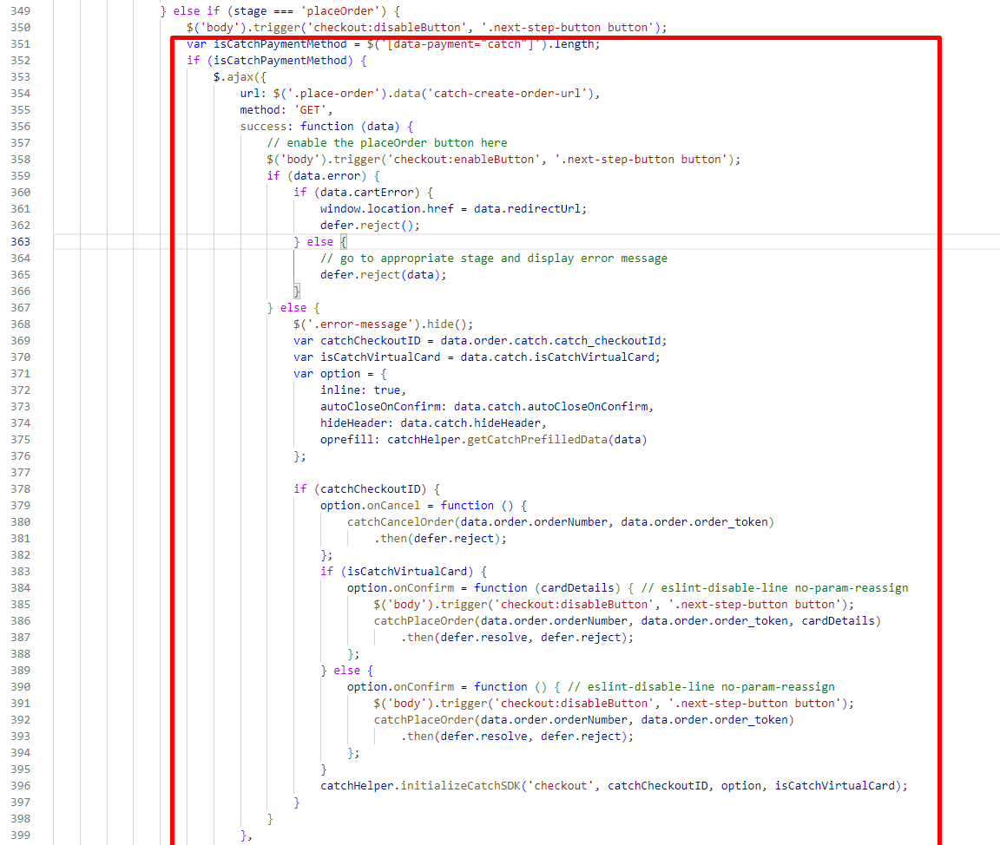 349 } else if (stage === 'placeOrder') {
350 $('body').trigger('checkout:disableButton', '.next-step-button button');
351 var isCatchPaymentMethod = $('[data-payment="catch"]').length;
352 if (isCatchPaymentMethod) {
353 $.ajax({
354 url: $('.place-order').data('catch-create-order-url'),
355 method: 'GET',
356 success: function (data) {
357 // enable the placeOrder button here
358 $('body').trigger('checkout:enableButton', '.next-step-button button');
359 if (data.error) {
360 if (data.cartError) {
361 window.location.href = data.redirectUrl;
362 defer.reject();
363 } else {
364 // go to appropriate stage and display error message
365 defer.reject(data);
366 }
367 } else {
368 $('.error-message').hide();
369 var catchCheckoutID = data.order.catch.catch_checkoutId;
370 var isCatchVirtualCard = data.catch.isCatchVirtualCard;
371 var option = {
372 inline: true,
373 autoCloseOnConfirm: data.catch.autoCloseOnConfirm,
374 hideHeader: data.catch.hideHeader,
375 oprefill: catchHelper.getCatchPrefilledData(data)
376 };
377
378 if (catchCheckoutID) {
379 option.onCancel = function () {
380 catchCancelOrder(data.order.orderNumber, data.order.order_token)
381 .then(defer.reject);
382 };
383 if (isCatchVirtualCard) {
384 option.onConfirm = function (cardDetails) { // eslint-disable-line no-param-reassign
385 $('body').trigger('checkout:disableButton', '.next-step-button button');
386 catchPlaceOrder(data.order.orderNumber, data.order.order_token, cardDetails)
387 .then(defer.resolve, defer.reject);
388 };
389 } else {
390 option.onConfirm = function () { // eslint-disable-line no-param-reassign
391 $('body').trigger('checkout:disableButton', '.next-step-button button');
392 catchPlaceOrder(data.order.orderNumber, data.order.order_token)
393 .then(defer.resolve, defer.reject);
394 };
395 }
396 catchHelper.initializeCatchSDK('checkout', catchCheckoutID, option, isCatchVirtualCard);
397 }
398 }
399 },